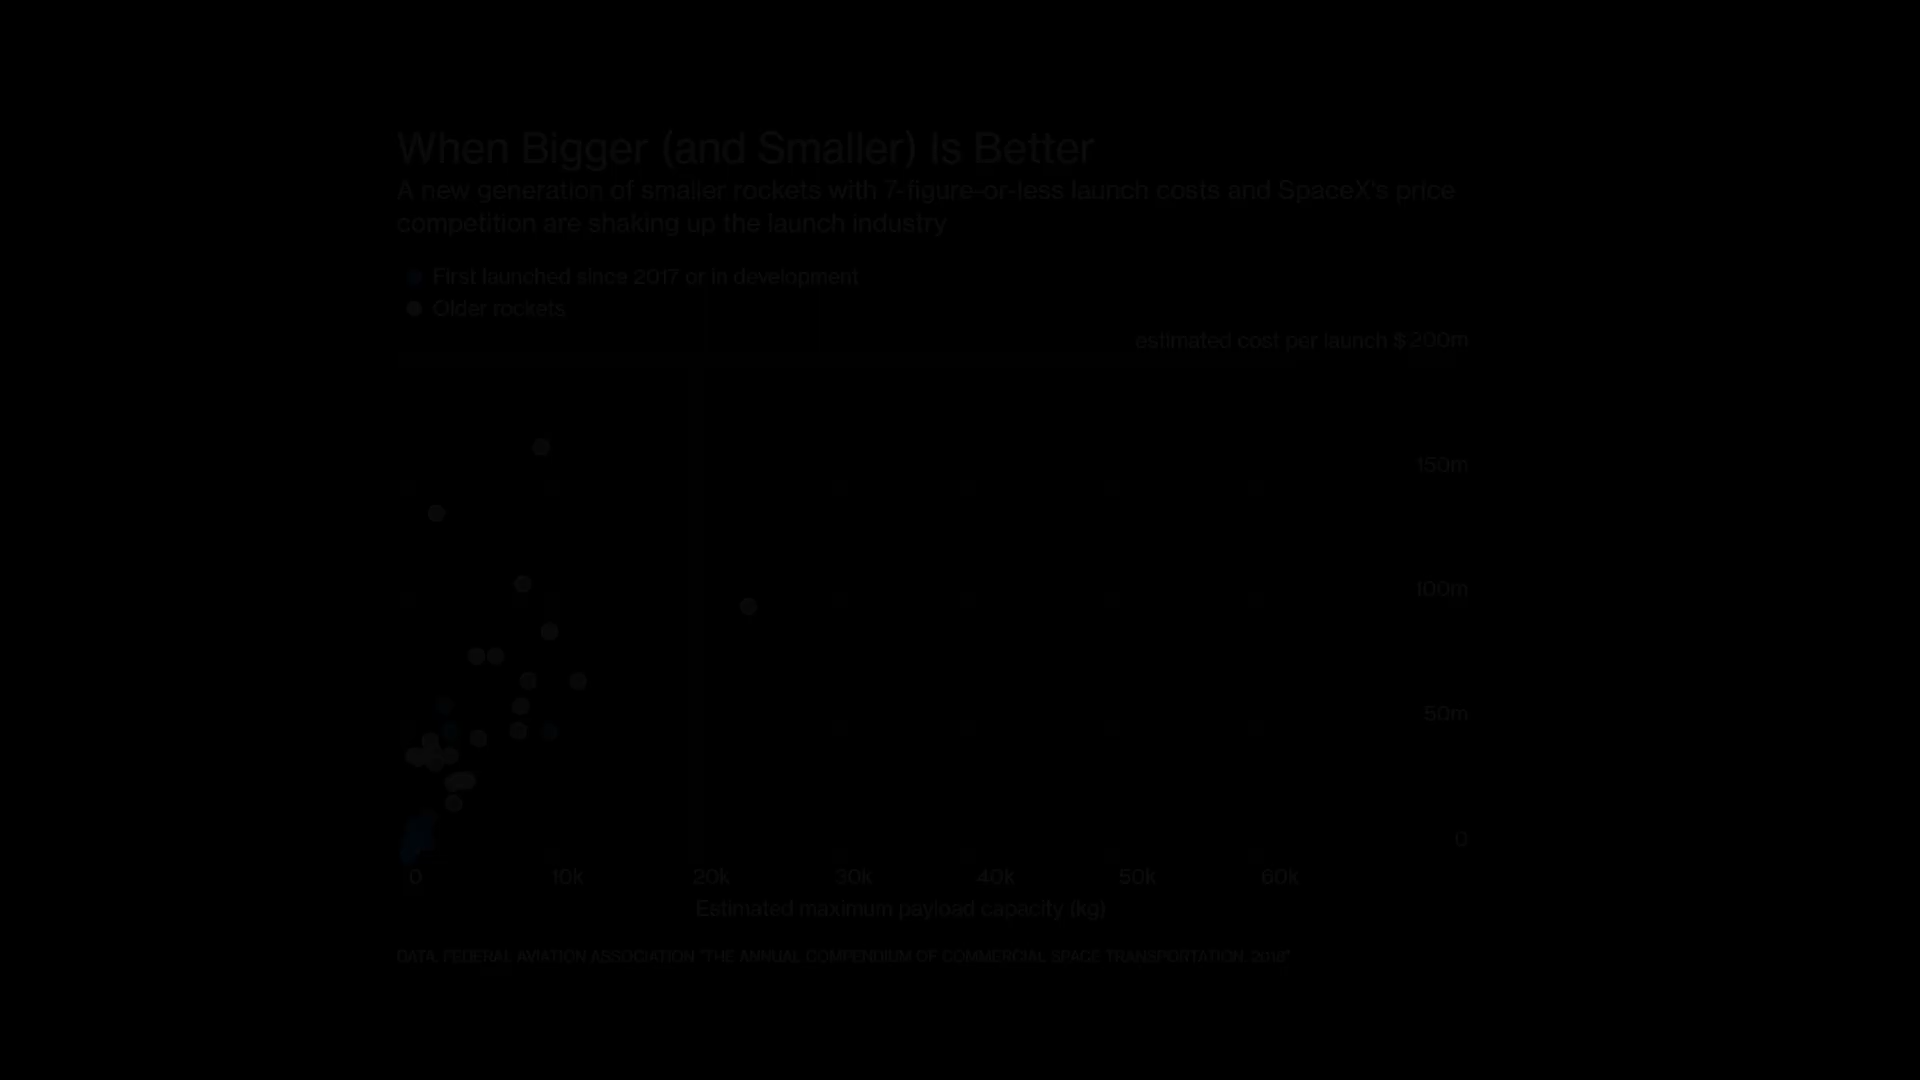 When Bigger (and Smaller) Is Better
A new generation of smaller rockets with 7-figure-or-less launch costs and SpaceX's price
competition are shaking up the launch industry
First launched since 2017 or in development
Older rockets
estimated cost per launch $200m
150m
100m
50m
0
0 10k 20k 30k 40k 50k 60k
Estimated maximum payload capacity (kg)
DATA: FEDERAL AVIATION ASSOCIATION "THE ANNUAL COMPENDIUM OF COMMERCIAL SPACE TRANSPORTATION: 2018"